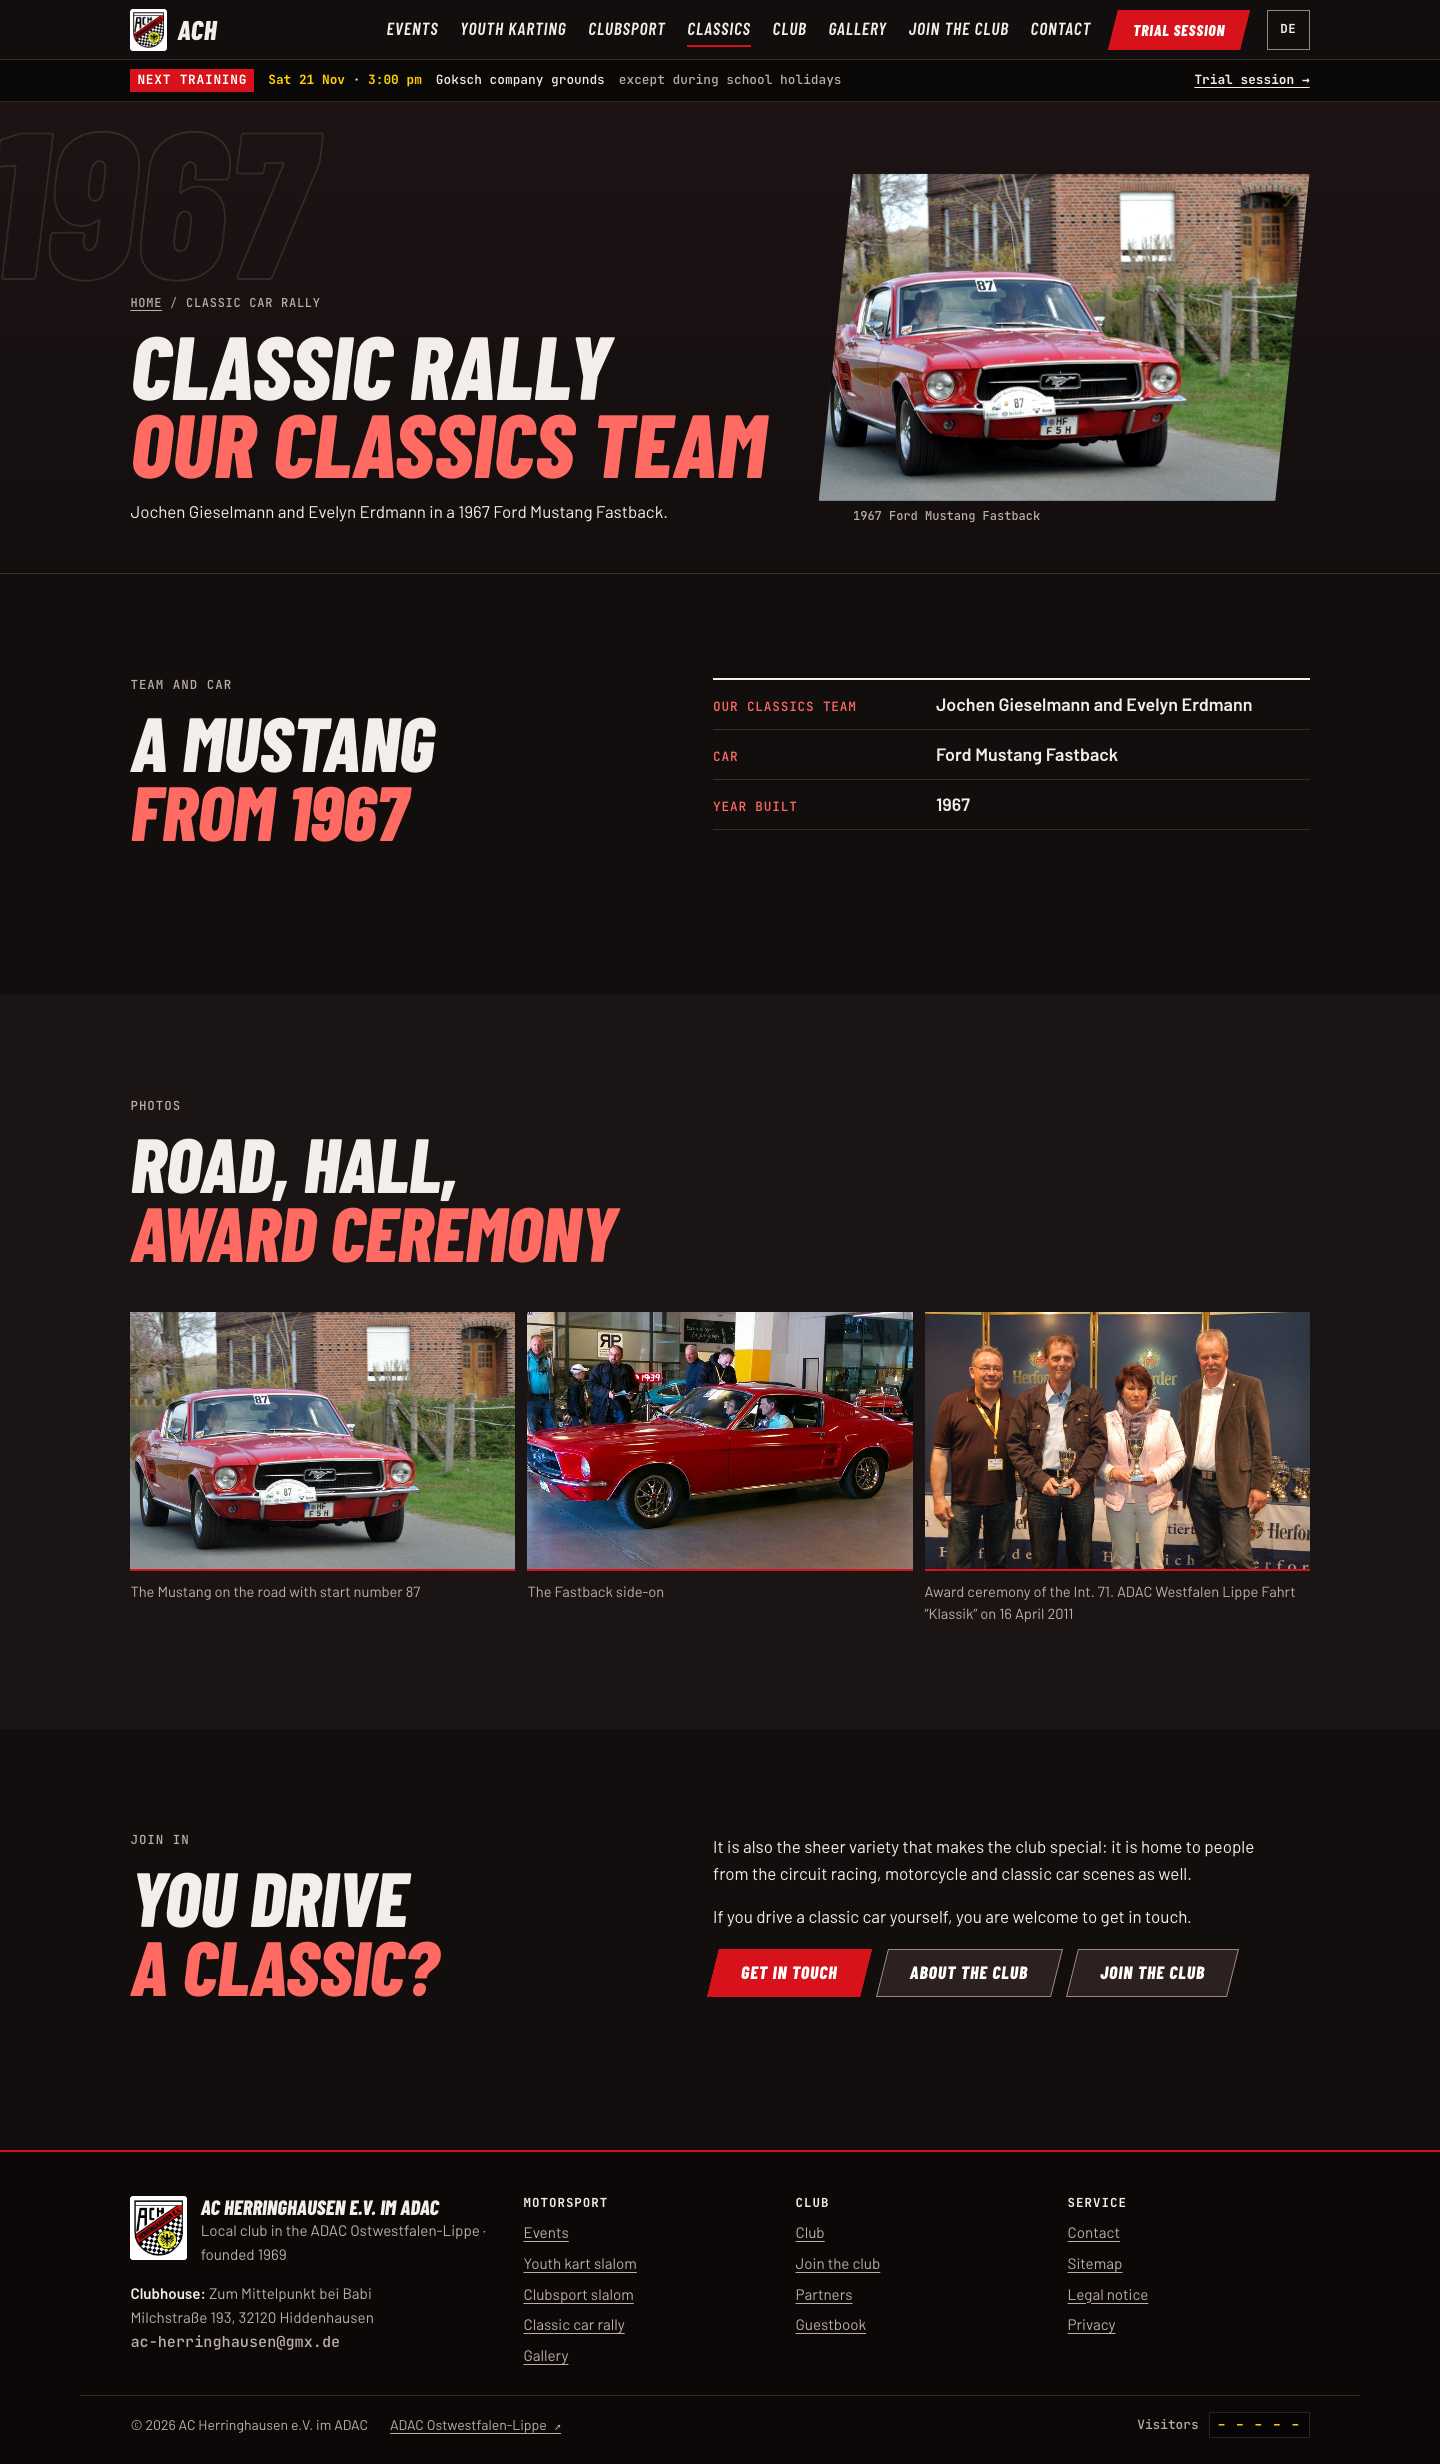 ACH
EVENTS YOUTH KARTING CLUBSPORT CLASSICS CLUB GALLERY JOIN THE CLUB CONTACT TRIAL SESSION DE
NEXT TRAINING Sat 21 Nov · 3:00 pm Goksch company grounds except during school holidays Trial session →
1967
HOME / CLASSIC CAR RALLY
CLASSIC RALLY
OUR CLASSICS TEAM
Jochen Gieselmann and Evelyn Erdmann in a 1967 Ford Mustang Fastback.
87
87
HF
F 5 H
1967 Ford Mustang Fastback
TEAM AND CAR
A MUSTANG
FROM 1967
OUR CLASSICS TEAM Jochen Gieselmann and Evelyn Erdmann
CAR Ford Mustang Fastback
YEAR BUILT 1967
PHOTOS
ROAD, HALL,
AWARD CEREMONY
87
87
HF
F 5 H
The Mustang on the road with start number 87
The Fastback side-on
Award ceremony of the Int. 71. ADAC Westfalen Lippe Fahrt
"Klassik" on 16 April 2011
JOIN IN
YOU DRIVE
A CLASSIC?
It is also the sheer variety that makes the club special: it is home to people
from the circuit racing, motorcycle and classic car scenes as well.
If you drive a classic car yourself, you are welcome to get in touch.
GET IN TOUCH ABOUT THE CLUB JOIN THE CLUB
ACH
AC HERRINGHAUSEN E.V. IM ADAC
Local club in the ADAC Ostwestfalen-Lippe ·
founded 1969
Clubhouse: Zum Mittelpunkt bei Babi
Milchstraße 193, 32120 Hiddenhausen
ac-herringhausen@gmx.de
MOTORSPORT
Events
Youth kart slalom
Clubsport slalom
Classic car rally
Gallery
CLUB
Club
Join the club
Partners
Guestbook
SERVICE
Contact
Sitemap
Legal notice
Privacy
© 2026 AC Herringhausen e.V. im ADAC ADAC Ostwestfalen-Lippe ↗
Visitors - - - - -